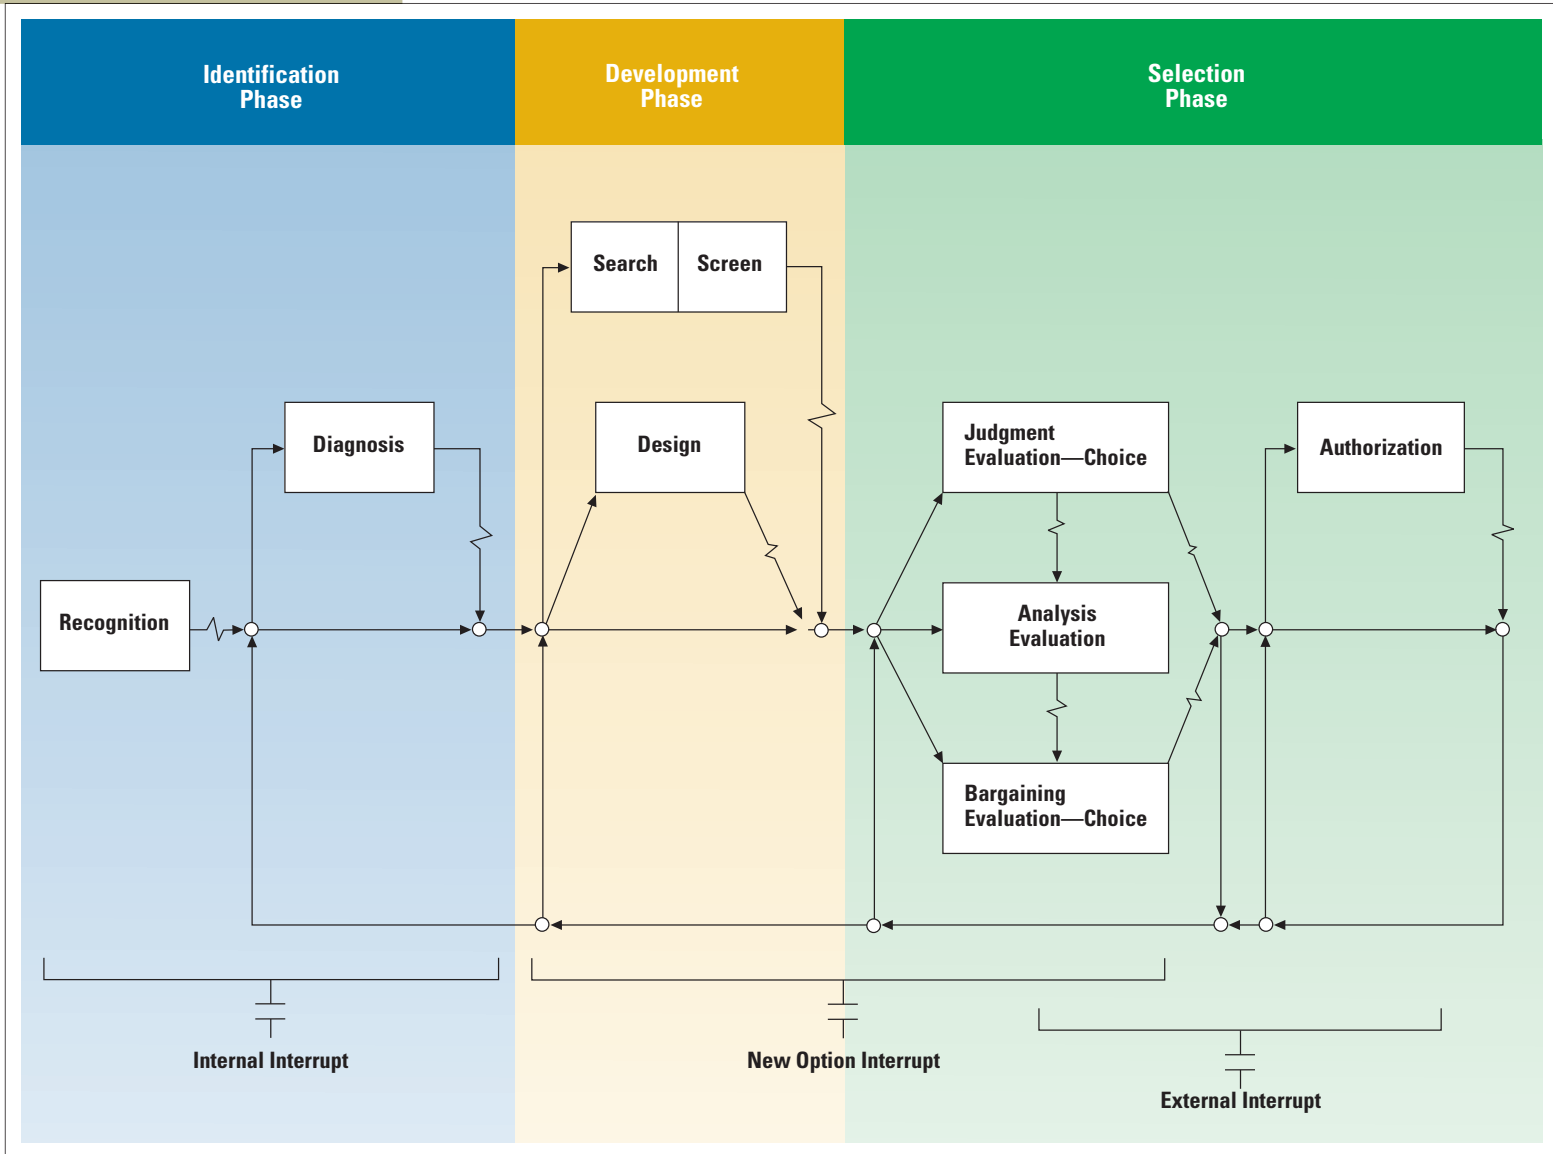 Identification
Phase
Development
Phase
Selection
Phase
Search
Screen
Diagnosis
Design
Judgment
Evaluation—Choice
Authorization
Recognition
Analysis
Evaluation
Bargaining
Evaluation—Choice
Internal Interrupt
New Option Interrupt
External Interrupt